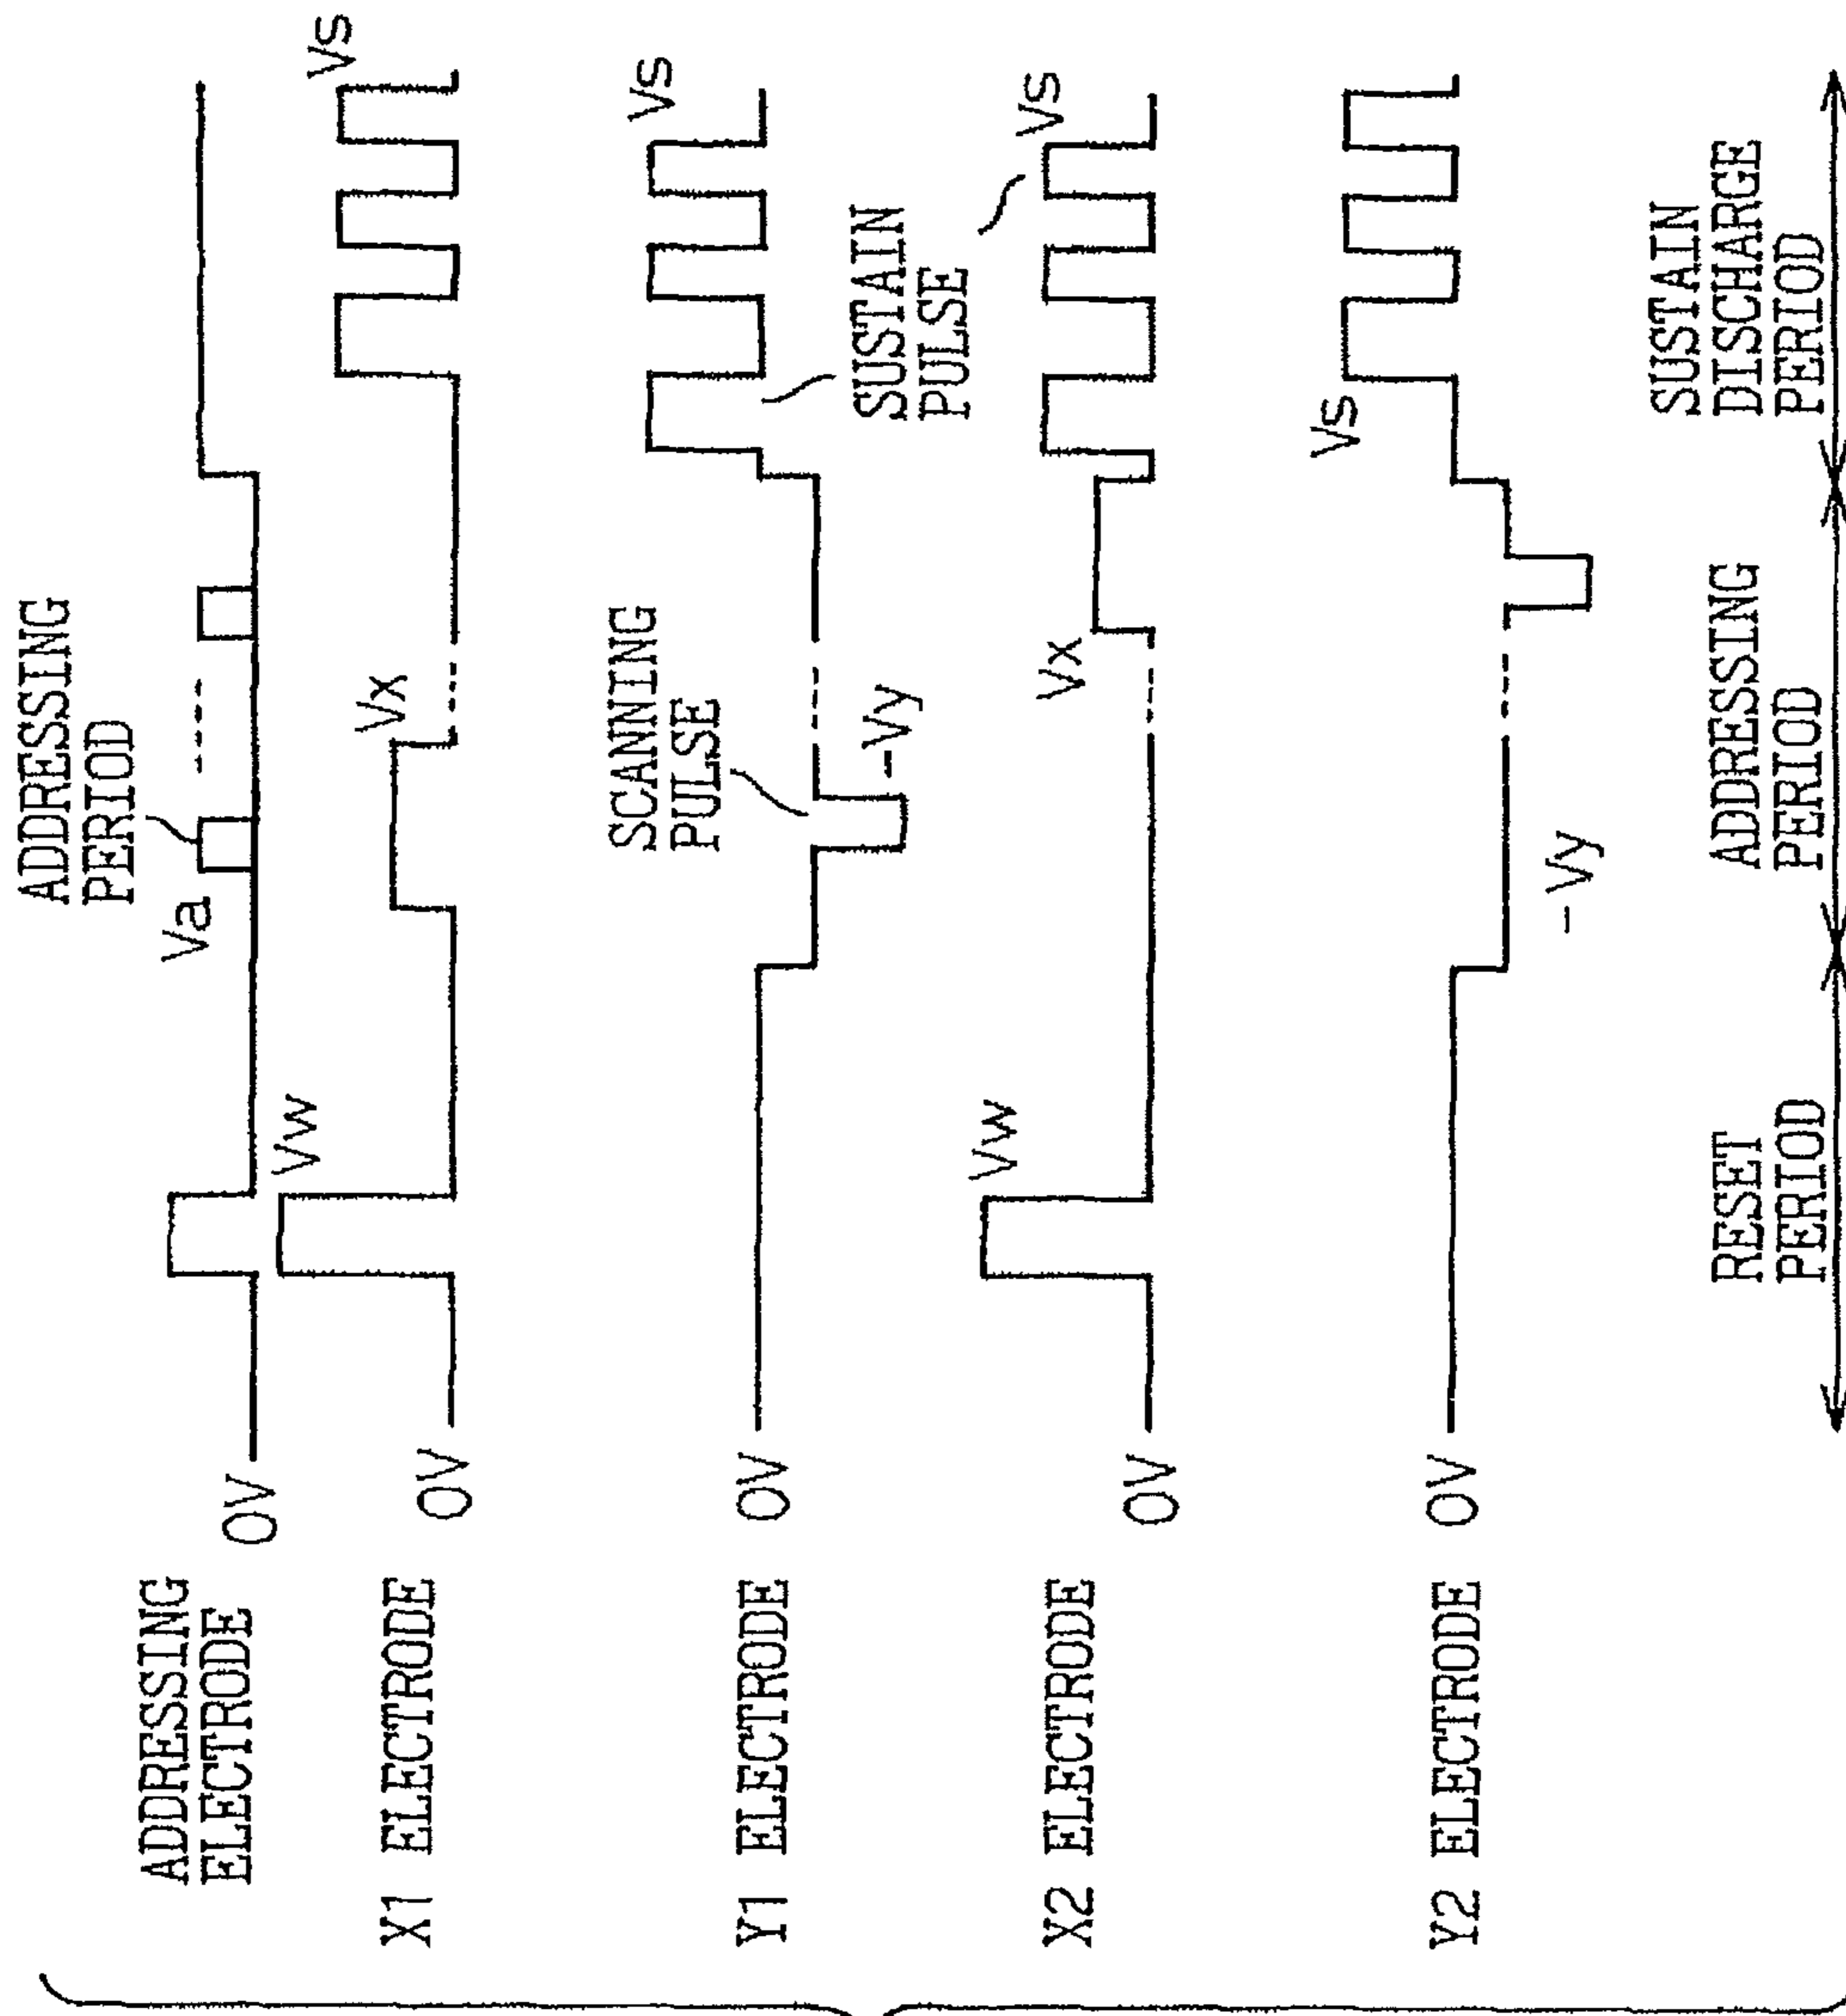 ADDRESSING
PERIOD
Va
ADDRESSING
ELECTRODE
0V
Vw
Vs
X1 ELECTRODE
0V
Vx
SCANNING
PULSE
Vs
Y1 ELECTRODE
0V
-Vy
SUSTAIN
PULSE
Vw
Vx
Vs
X2 ELECTRODE
0V
Vs
Y2 ELECTRODE
0V
-Vy
RESET
PERIOD
ADDRESSING
PERIOD
SUSTAIN
DISCHARGE
PERIOD